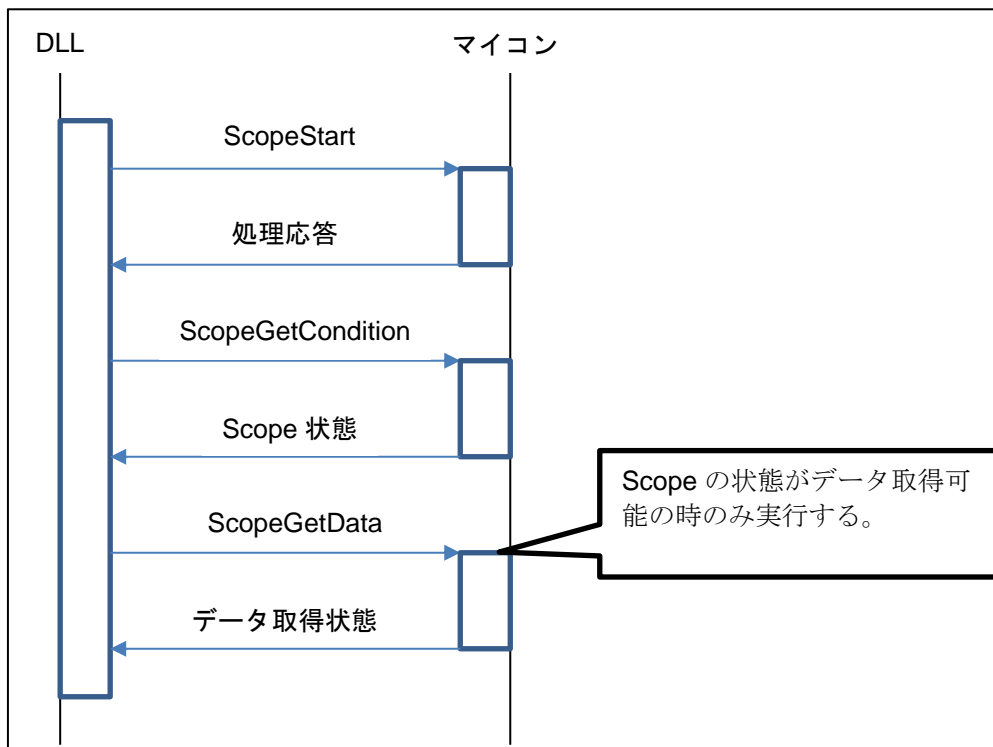 DLL
マイコン
ScopeStart
処理応答
ScopeGetCondition
Scope 状態
Scope の状態がデータ取得可
能の時のみ実行する。
ScopeGetData
データ取得状態